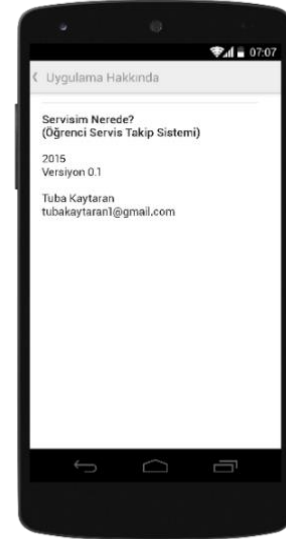 07:07
Uygulama Hakkında
Servisim Nerede?
(Öğrenci Servis Takip Sistemi)
2015
Versiyon 0.1
Tuba Kaytaran
tubakaytaran1@gmail.com